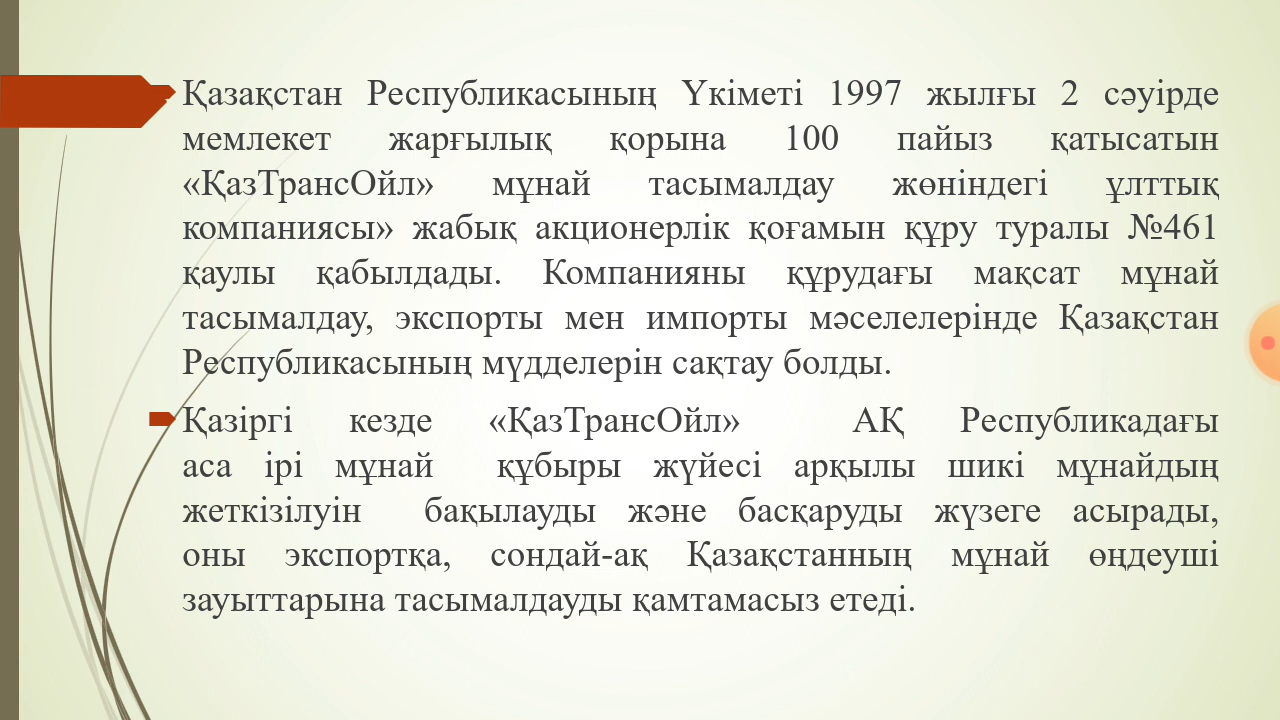 Қазақстан Республикасының Үкіметі 1997 жылғы 2 сәуірде
мемлекет жарғылық қорына 100 пайыз қатысатын
«ҚазТрансОйл» мұнай тасымалдау жөніндегі ұлттық
компаниясы» жабық акционерлік қоғамын құру туралы №461
қаулы қабылдады. Компанияны құрудағы мақсат мұнай
тасымалдау, экспорты мен импорты мәселелерінде Қазақстан
Республикасының мүдделерін сақтау болды.
Қазіргі кезде «ҚазТрансОйл» АҚ Республикадағы
аса ірі мұнай құбыры жүйесі арқылы шикі мұнайдың
жеткізілуін бақылауды және басқаруды жүзеге асырады,
оны экспортқа, сондай-ақ Қазақстанның мұнай өңдеуші
зауыттарына тасымалдауды қамтамасыз етеді.